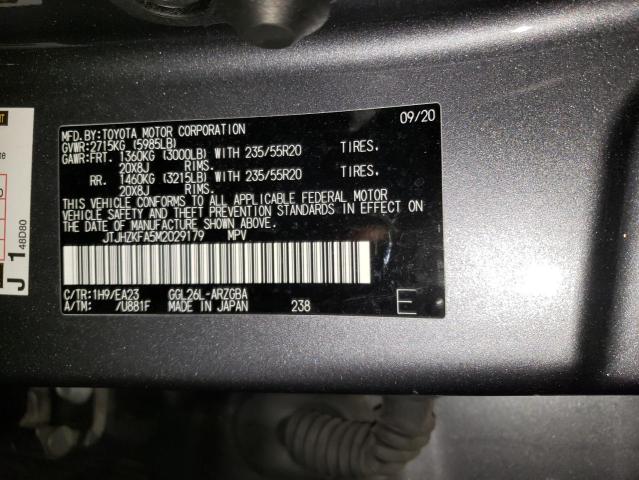 09/20
MFD.BY:TOYOTA MOTOR CORPORATION
GVWR:2715KG (5985LB)
GAWR:FRT. 1360KG (3000LB) WITH 235/55R20 TIRES.
20X8J RIMS.
RR. 1460KG (3215LB) WITH 235/55R20 TIRES.
20X8J RIMS.
THIS VEHICLE CONFORMS TO ALL APPLICABLE FEDERAL MOTOR
VEHICLE SAFETY AND THEFT PREVENTION STANDARDS IN EFFECT ON
THE DATE OF MANUFACTURE SHOWN ABOVE.
JTJHZKFA5M2029179 MPV
C/TR:1H9/EA23 GGL26L-ARZGBA
A/TM: /U881F MADE IN JAPAN 238 E
J1 48D80